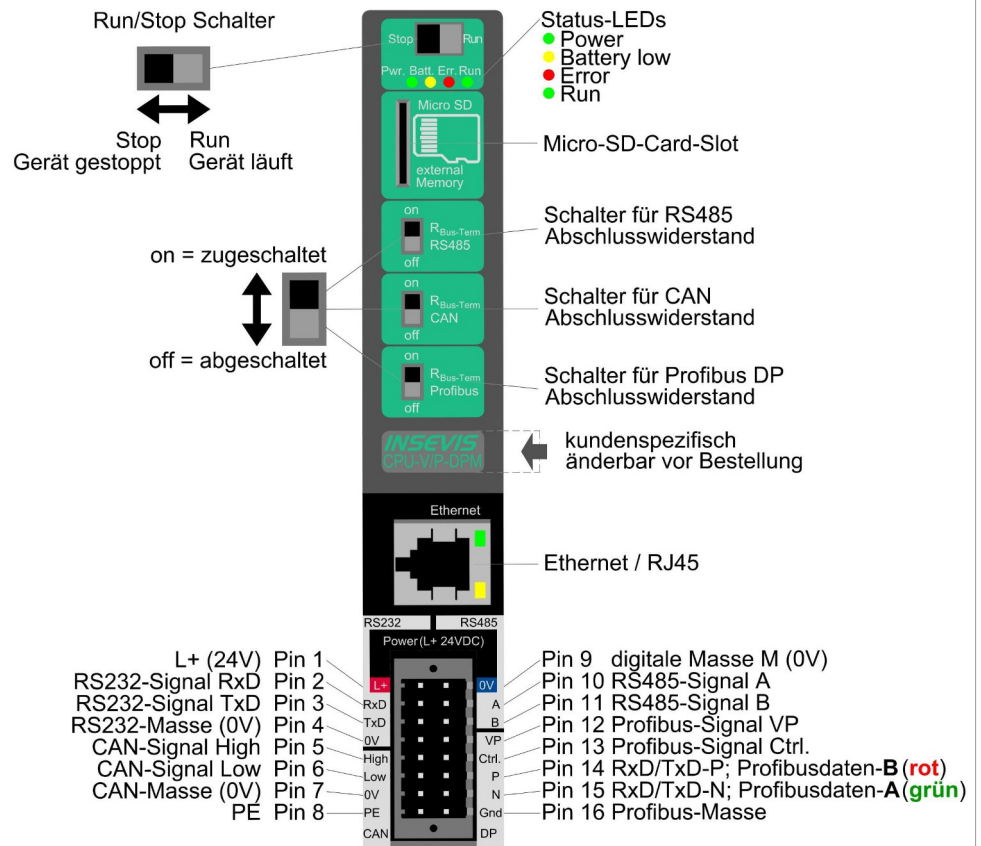 Run/Stop Schalter
Stop Run
Gerät gestoppt Gerät läuft
Stop Run
Pwr. Batt. Err. Run
Status-LEDs
Power
Battery low
Error
Run
Micro SD
external
Memory
Micro-SD-Card-Slot
on
RBus-Term
RS485
off
Schalter für RS485
Abschlusswiderstand
on = zugeschaltet
off = abgeschaltet
on
RBus-Term
CAN
off
Schalter für CAN
Abschlusswiderstand
on
RBus-Term
Profibus
off
Schalter für Profibus DP
Abschlusswiderstand
INSEVIS
CPU-V/P-DPM
kundenspezifisch
änderbar vor Bestellung
Ethernet
Ethernet / RJ45
RS232 RS485
Power(L+ 24VDC)
L+ (24V) Pin 1
RS232-Signal RxD Pin 2
RS232-Signal TxD Pin 3
RS232-Masse (0V) Pin 4
CAN-Signal High Pin 5
CAN-Signal Low Pin 6
CAN-Masse (0V) Pin 7
PE Pin 8
L+
RxD
TxD
0V
High
Low
0V
PE
CAN
0V
A
B
VP
Ctrl.
P
N
Gnd
DP
Pin 9 digitale Masse M (0V)
Pin 10 RS485-Signal A
Pin 11 RS485-Signal B
Pin 12 Profibus-Signal VP
Pin 13 Profibus-Signal Ctrl.
Pin 14 RxD/TxD-P; Profibusdaten-B (rot)
Pin 15 RxD/TxD-N; Profibusdaten-A (grün)
Pin 16 Profibus-Masse